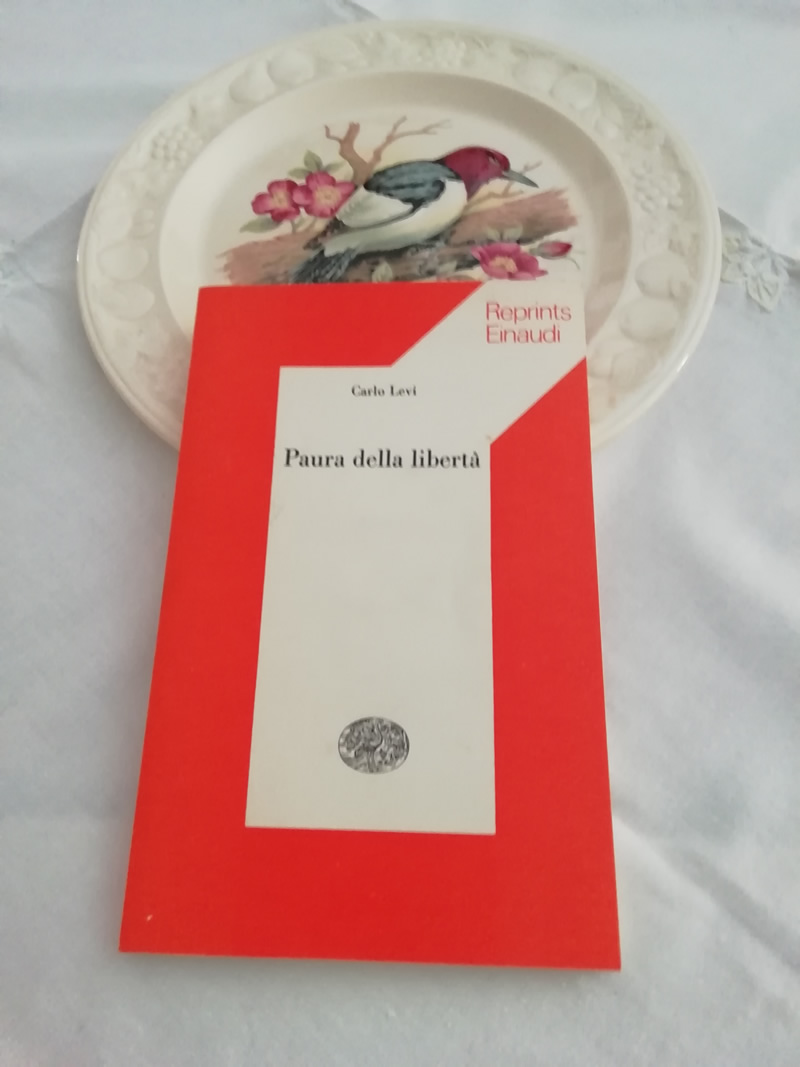 Reprints
Einaudi
Carlo Levi
Paura della libertà